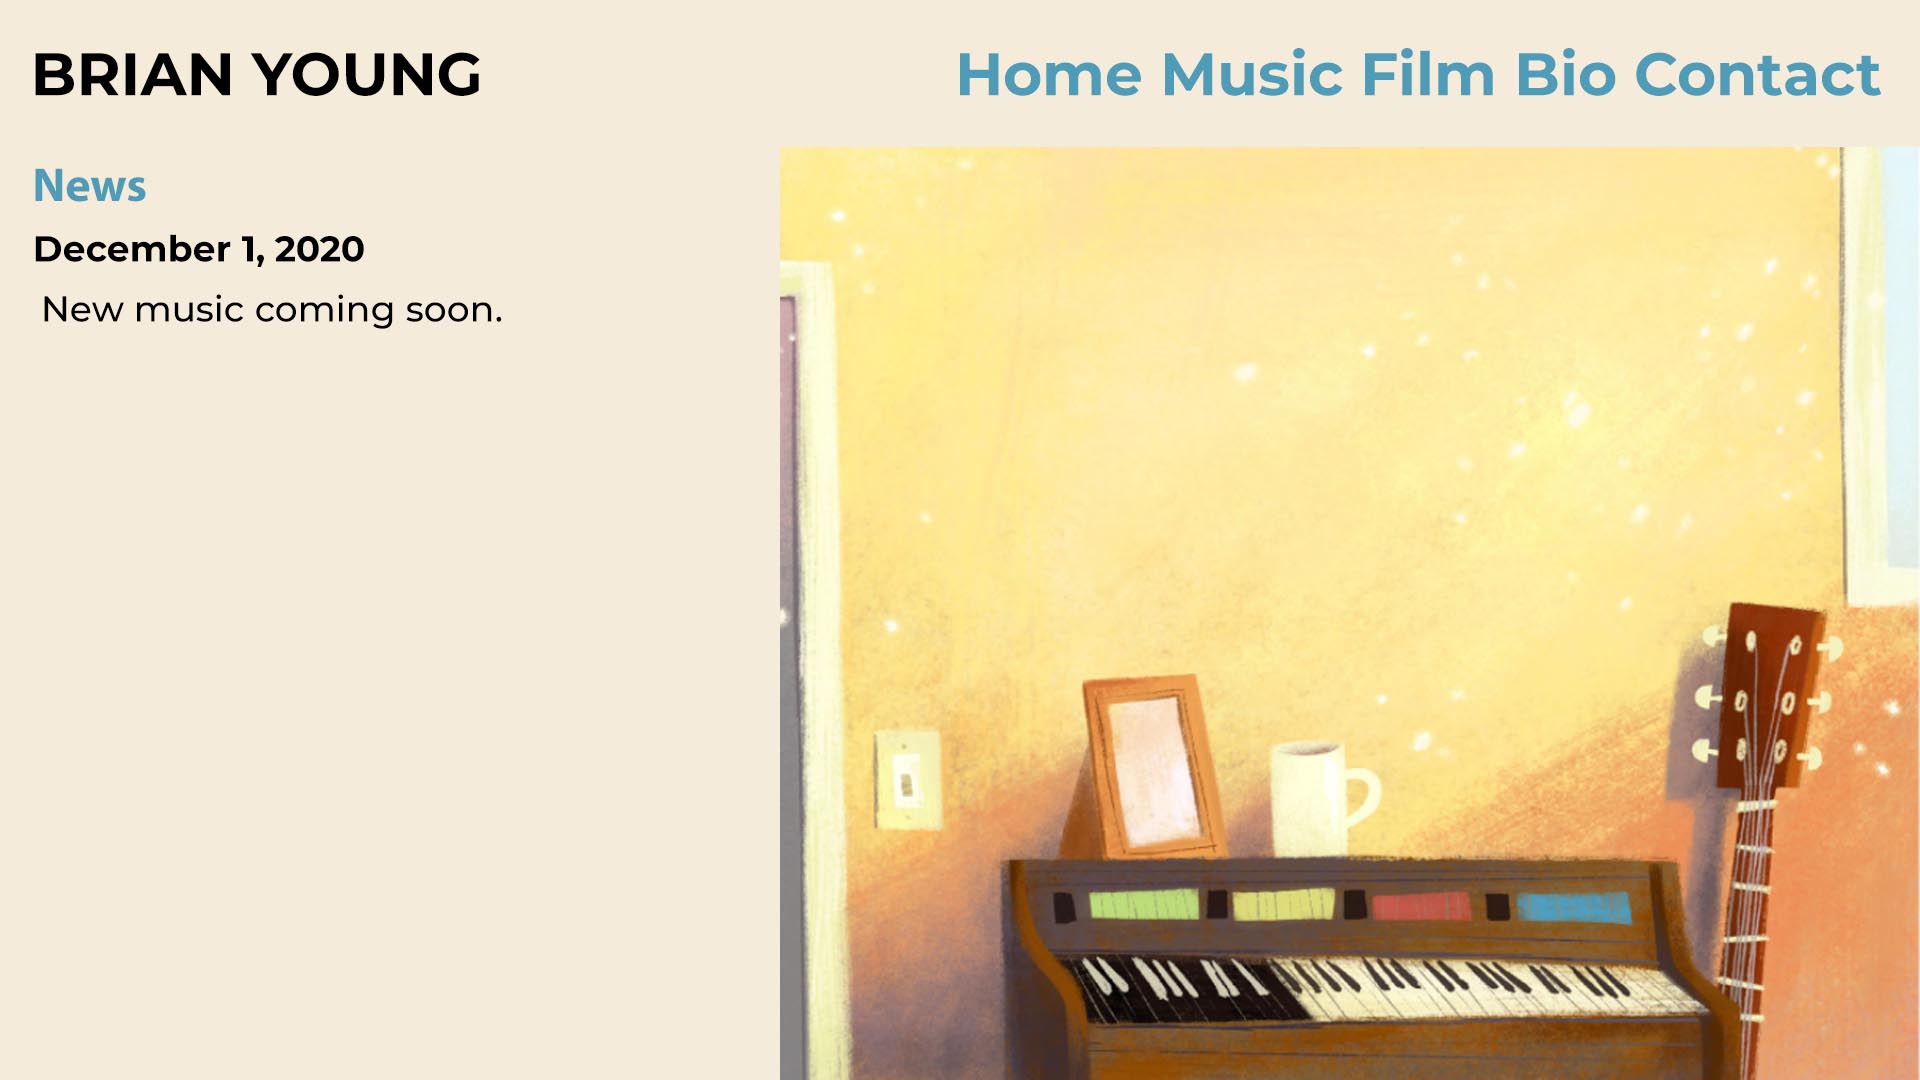 BRIAN YOUNG
Home Music Film Bio Contact
News
December 1, 2020
New music coming soon.